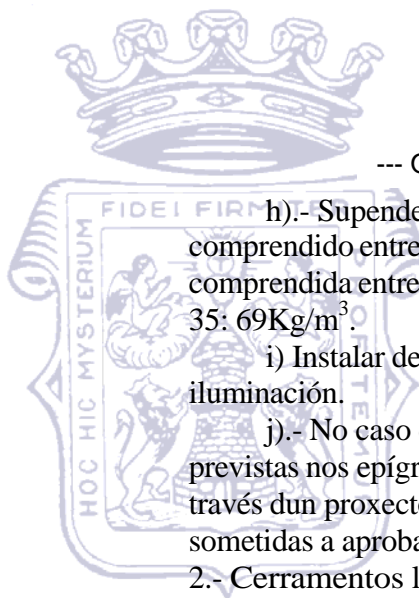 --- C
FIDEI FIRMITER
HOC HIC MYSTERIUM
h).- Supende
comprendido entre
comprendida entre
35: 69Kg/m³.
i) Instalar de
iluminación.
j).- No caso
previstas nos epígr
través dun proxecto
sometidas a aproba
2.- Cerramentos l